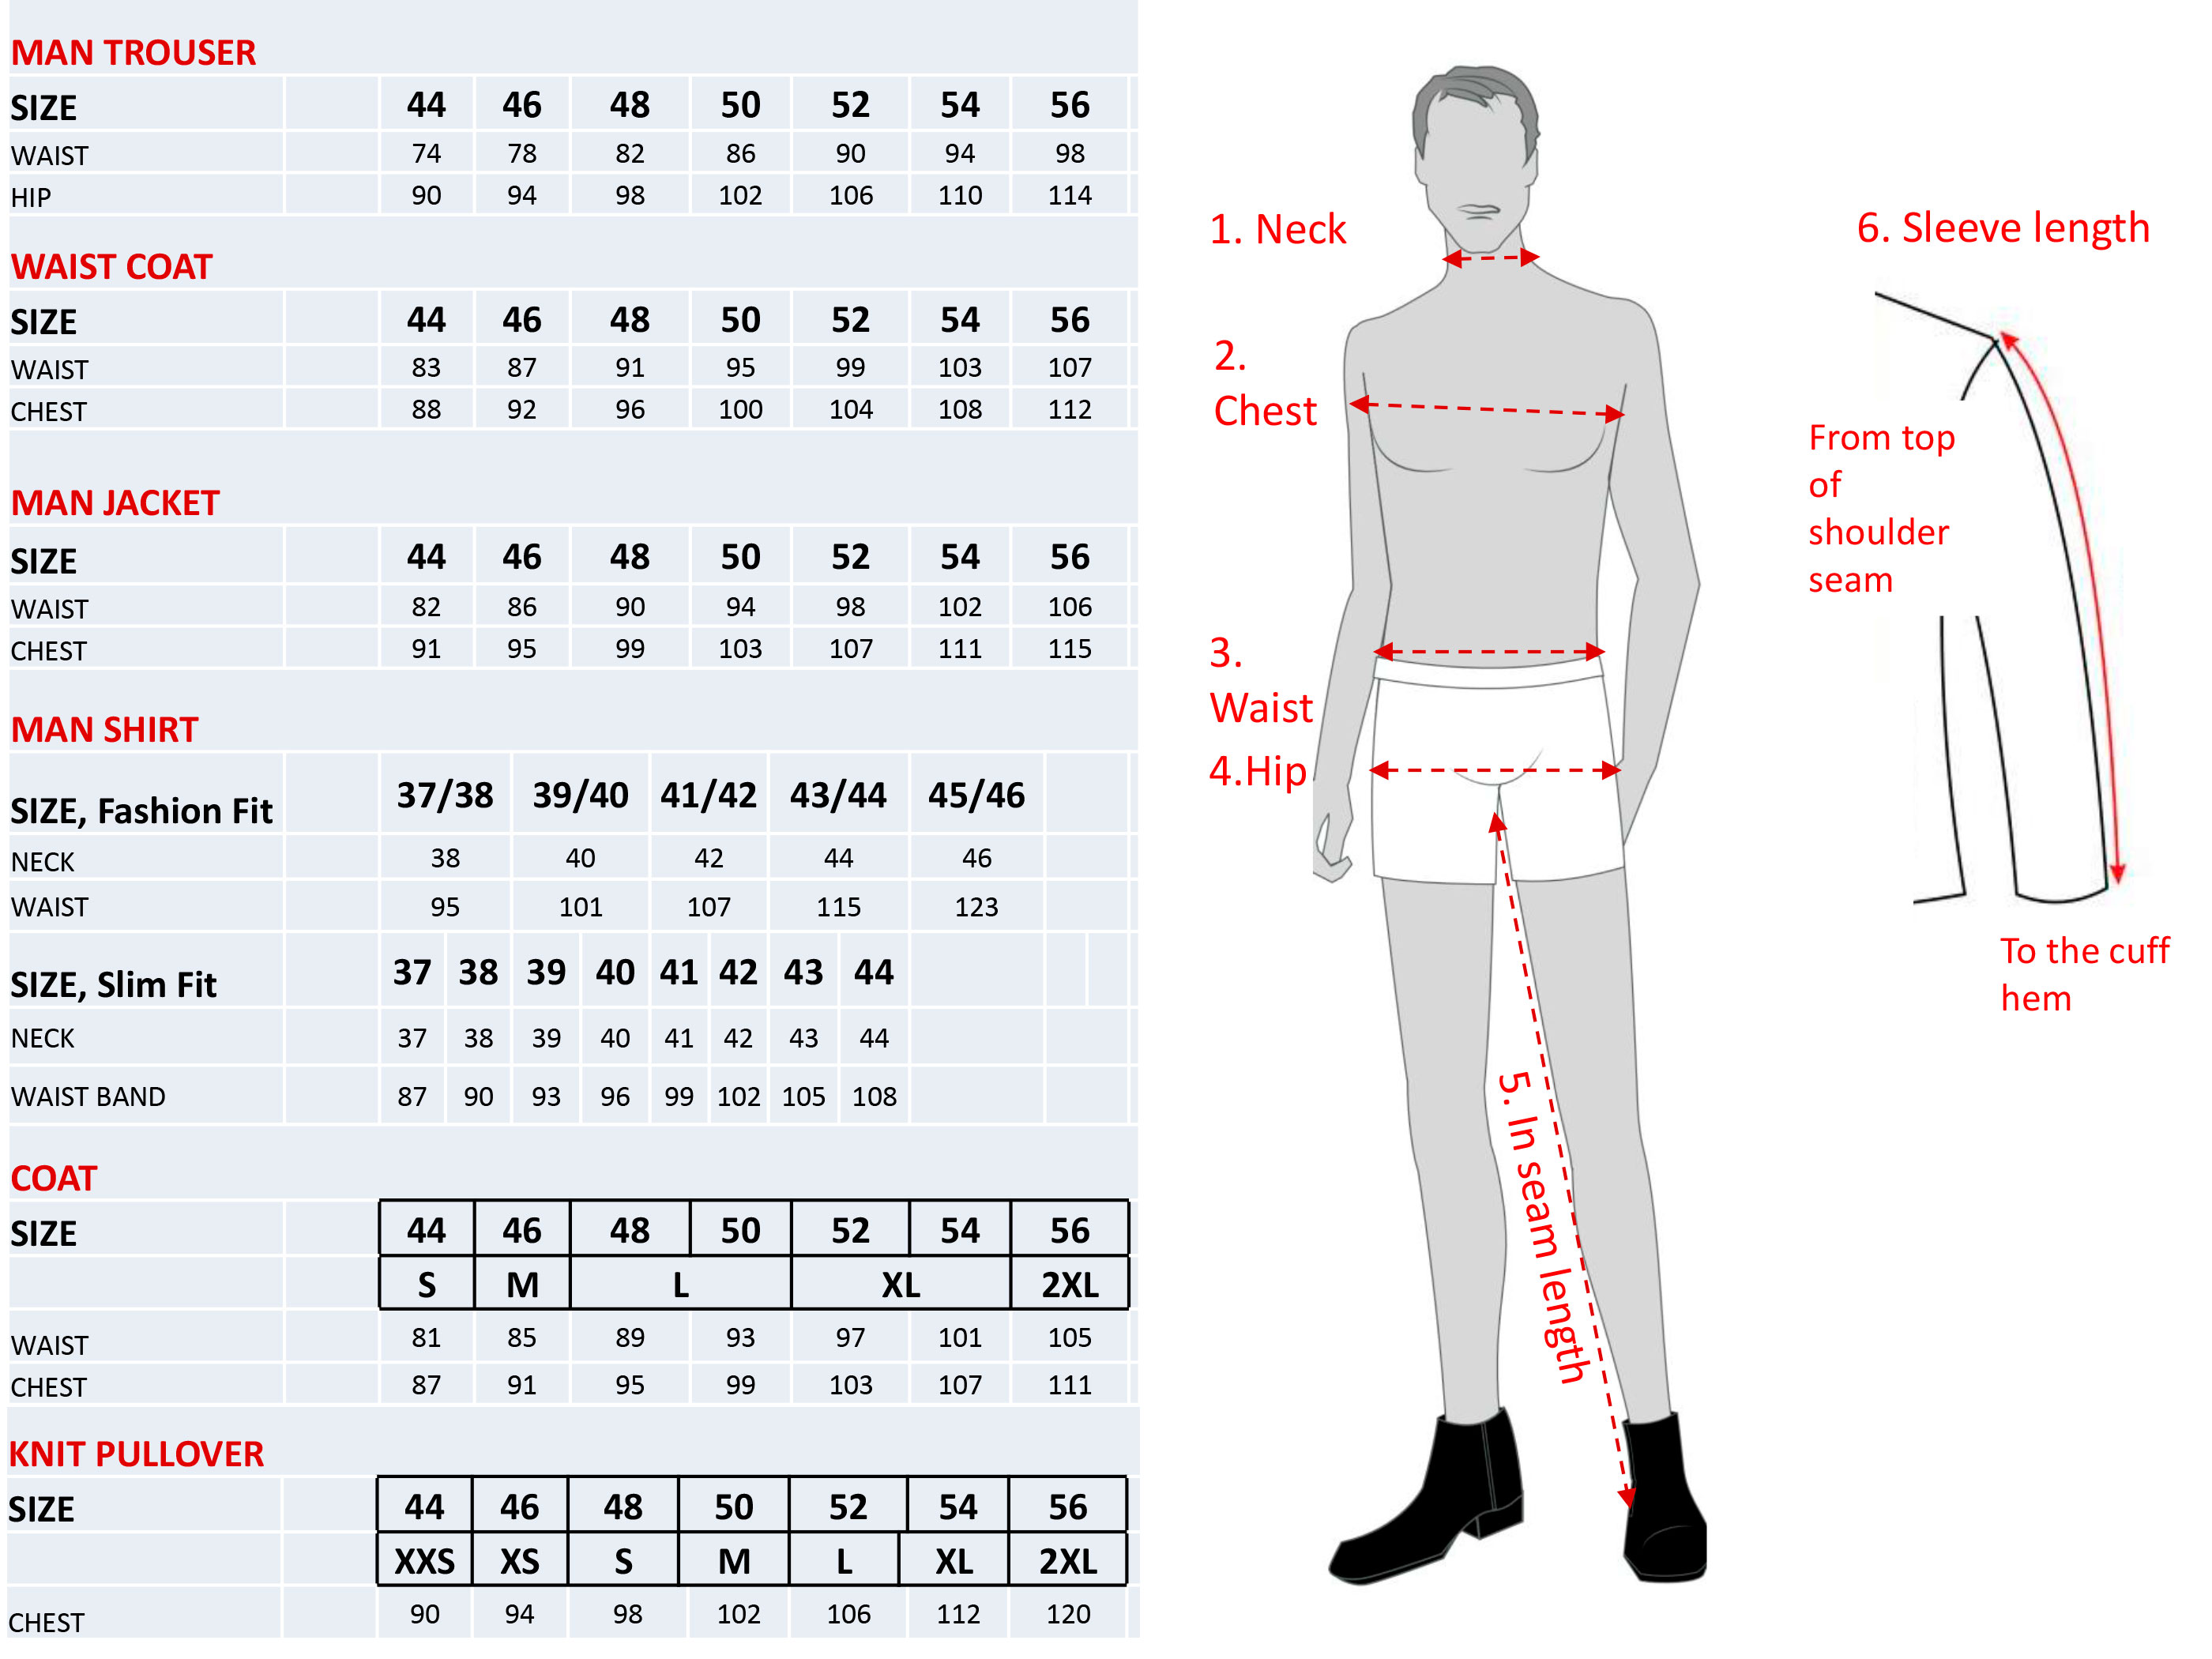 MAN TROUSER
SIZE 44 46 48 50 52 54 56
WAIST 74 78 82 86 90 94 98
HIP 90 94 98 102 106 110 114
WAIST COAT
SIZE 44 46 48 50 52 54 56
WAIST 83 87 91 95 99 103 107
CHEST 88 92 96 100 104 108 112
MAN JACKET
SIZE 44 46 48 50 52 54 56
WAIST 82 86 90 94 98 102 106
CHEST 91 95 99 103 107 111 115
MAN SHIRT
SIZE, Fashion Fit 37/38 39/40 41/42 43/44 45/46
NECK 38 40 42 44 46
WAIST 95 101 107 115 123
SIZE, Slim Fit 37 38 39 40 41 42 43 44
NECK 37 38 39 40 41 42 43 44
WAIST BAND 87 90 93 96 99 102 105 108
COAT
SIZE 44 46 48 50 52 54 56
S M L XL 2XL
WAIST 81 85 89 93 97 101 105
CHEST 87 91 95 99 103 107 111
KNIT PULLOVER
SIZE 44 46 48 50 52 54 56
XXS XS S M L XL 2XL
CHEST 90 94 98 102 106 112 120
1. Neck
2.
Chest
3.
Waist
4.Hip
5. In seam length
6. Sleeve length
From top
of
shoulder
seam
To the cuff
hem